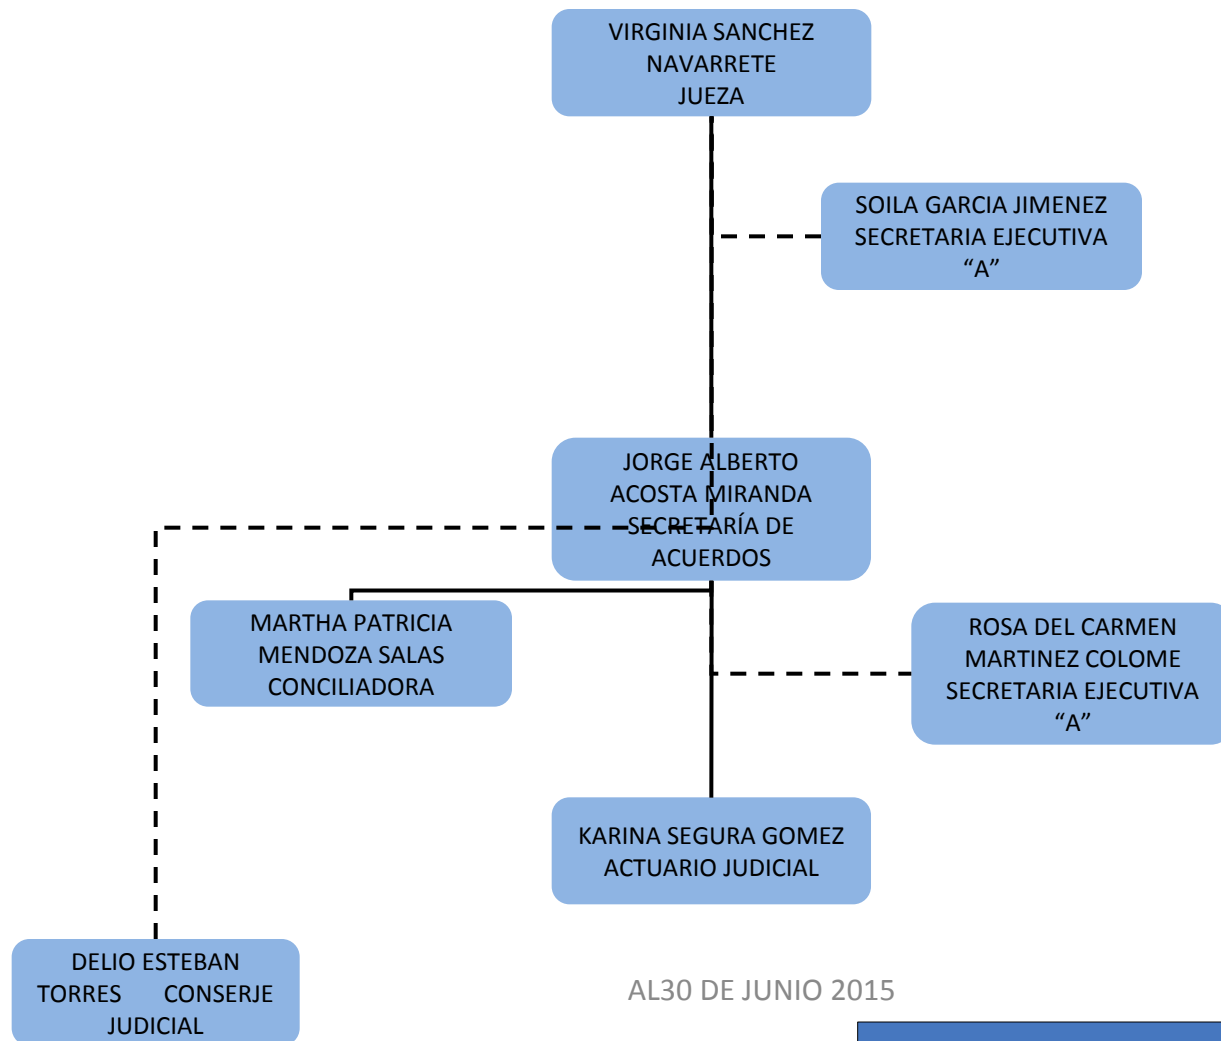 VIRGINIA SANCHEZ
NAVARRETE
JUEZA
SOILA GARCIA JIMENEZ
SECRETARIA EJECUTIVA
“A”
JORGE ALBERTO
ACOSTA MIRANDA
SECRETARÍA DE
ACUERDOS
MARTHA PATRICIA
MENDOZA SALAS
CONCILIADORA
ROSA DEL CARMEN
MARTINEZ COLOME
SECRETARIA EJECUTIVA
“A”
KARINA SEGURA GOMEZ
ACTUARIO JUDICIAL
DELIO ESTEBAN
TORRES CONSERJE
JUDICIAL
AL30 DE JUNIO 2015